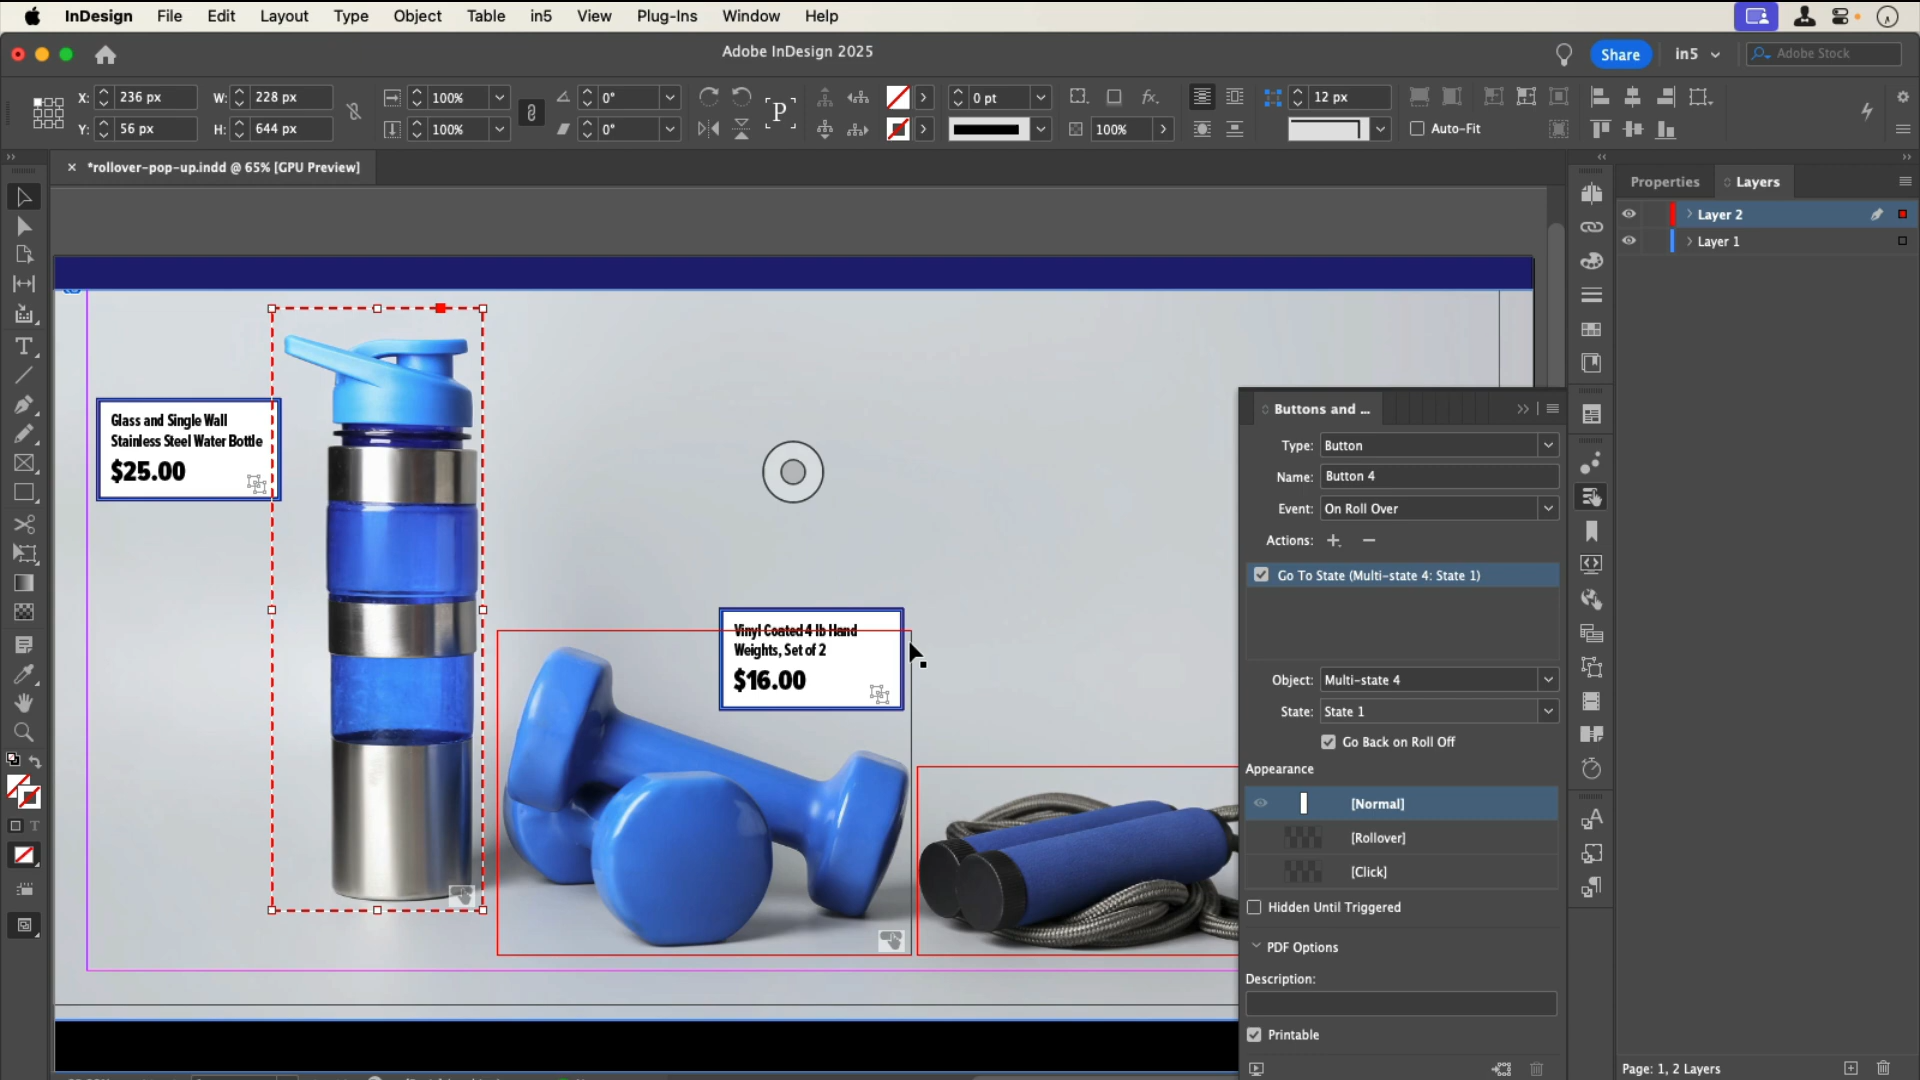 InDesign File Edit Layout Type Object Table in5 View Plug-Ins Window Help
Adobe InDesign 2025
Share
in5
Adobe Stock
X: 236 px
W: 228 px
100%
0°
0 pt
12 px
Y: 56 px
H: 644 px
100%
0°
100%
Auto-Fit
*rollover-pop-up.indd @ 65% [GPU Preview]
Properties
Layers
Layer 2
Layer 1
Glass and Single Wall
Stainless Steel Water Bottle
$25.00
Vinyl Coated 4 lb Hand
Weights, Set of 2
$16.00
Buttons and ...
Type: Button
Name: Button 4
Event: On Roll Over
Actions:
Go To State (Multi-state 4: State 1)
Object: Multi-state 4
State: State 1
Go Back on Roll Off
Appearance
[Normal]
[Rollover]
[Click]
Hidden Until Triggered
PDF Options
Description:
Printable
Page: 1, 2 Layers